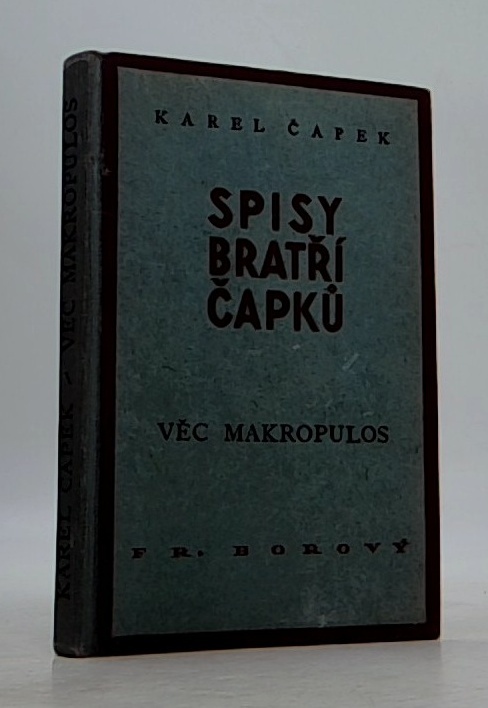 KAREL ČAPEK
SPISY
BRATŘÍ
ČAPKŮ
VĚC MAKROPULOS
FR. BOROVÝ
KAREL ČAPEK - VĚC MAKROPULOS